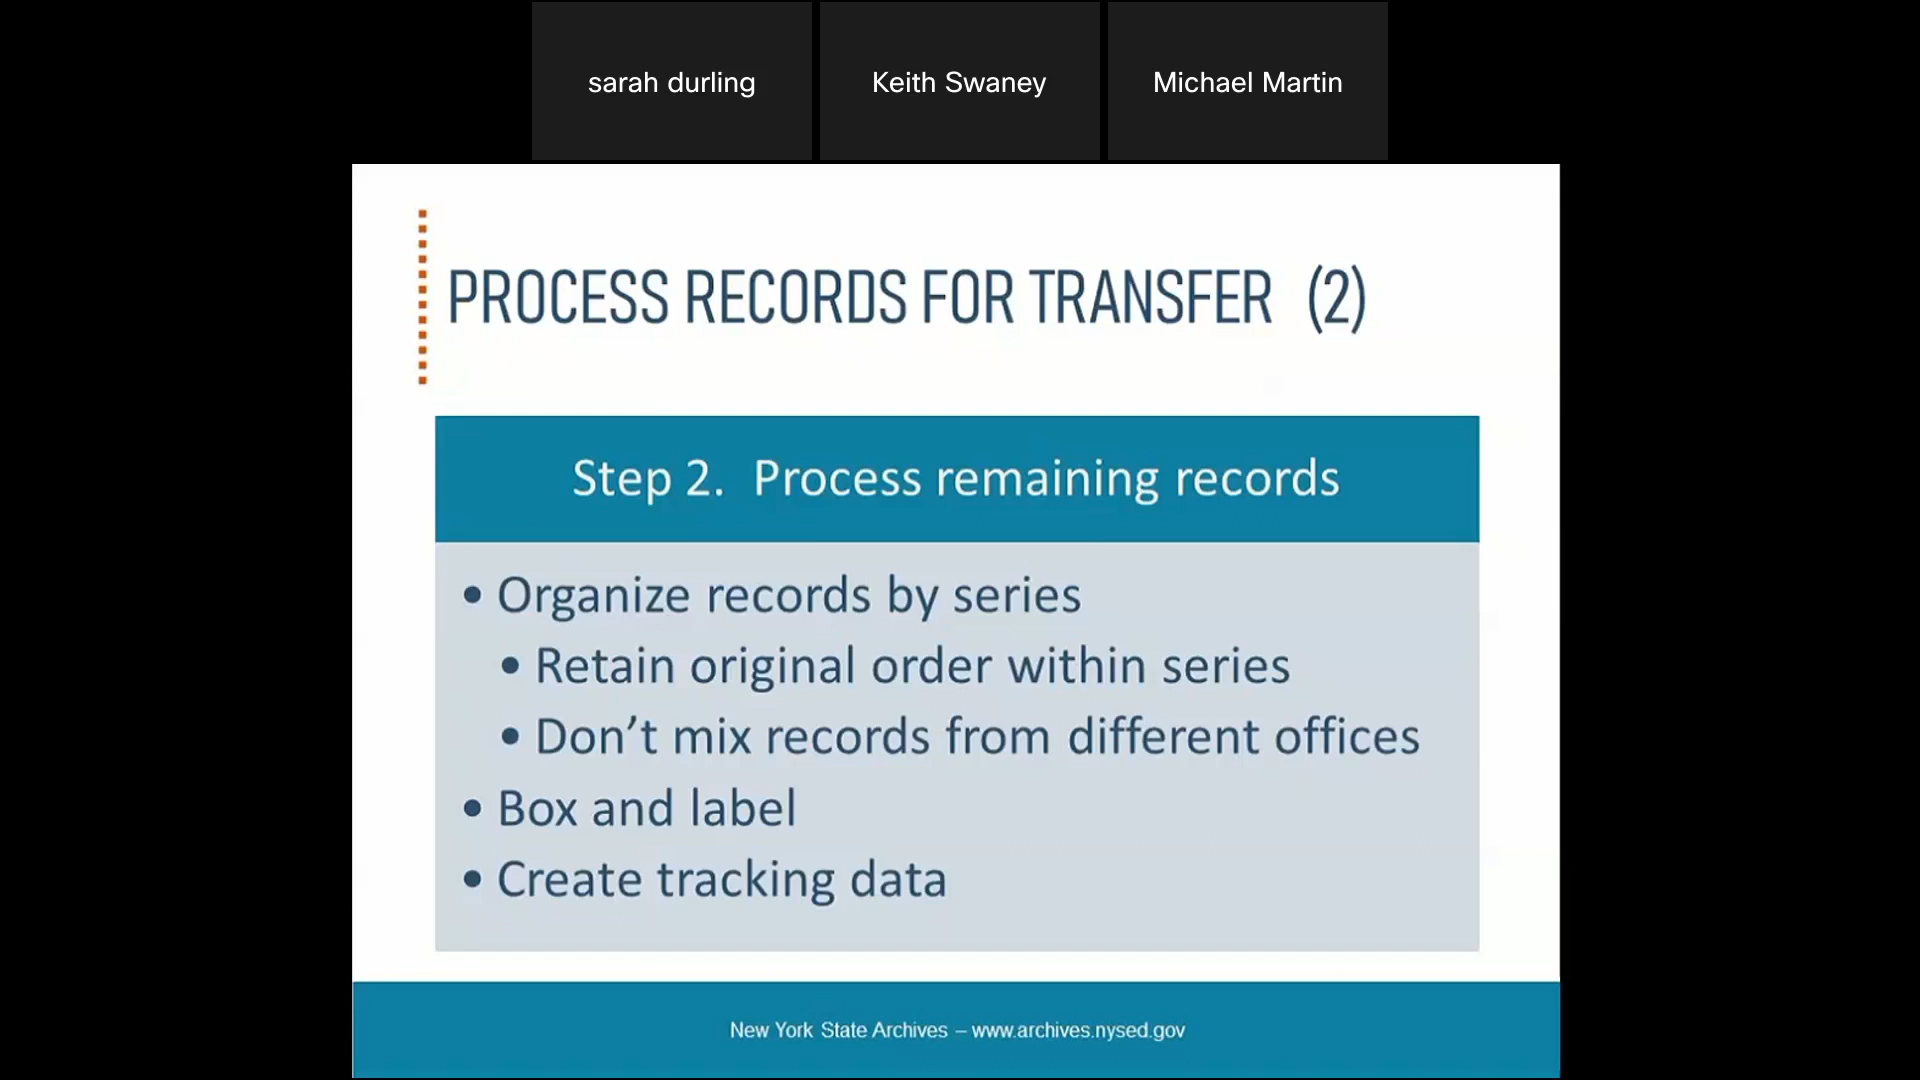 sarah durling
Keith Swaney
Michael Martin
PROCESS RECORDS FOR TRANSFER (2)
Step 2. Process remaining records
• Organize records by series
• Retain original order within series
• Don’t mix records from different offices
• Box and label
• Create tracking data
New York State Archives – www.archives.nysed.gov